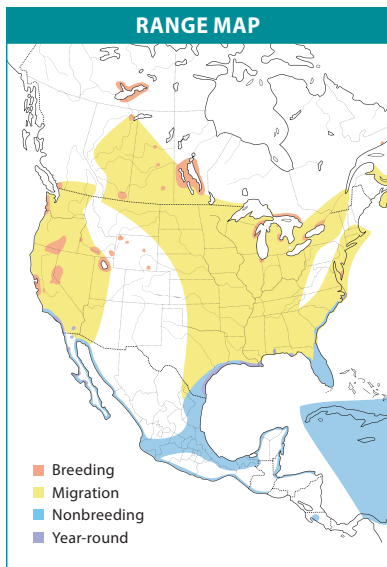 RANGE MAP
Breeding
Migration
Nonbreeding
Year-round